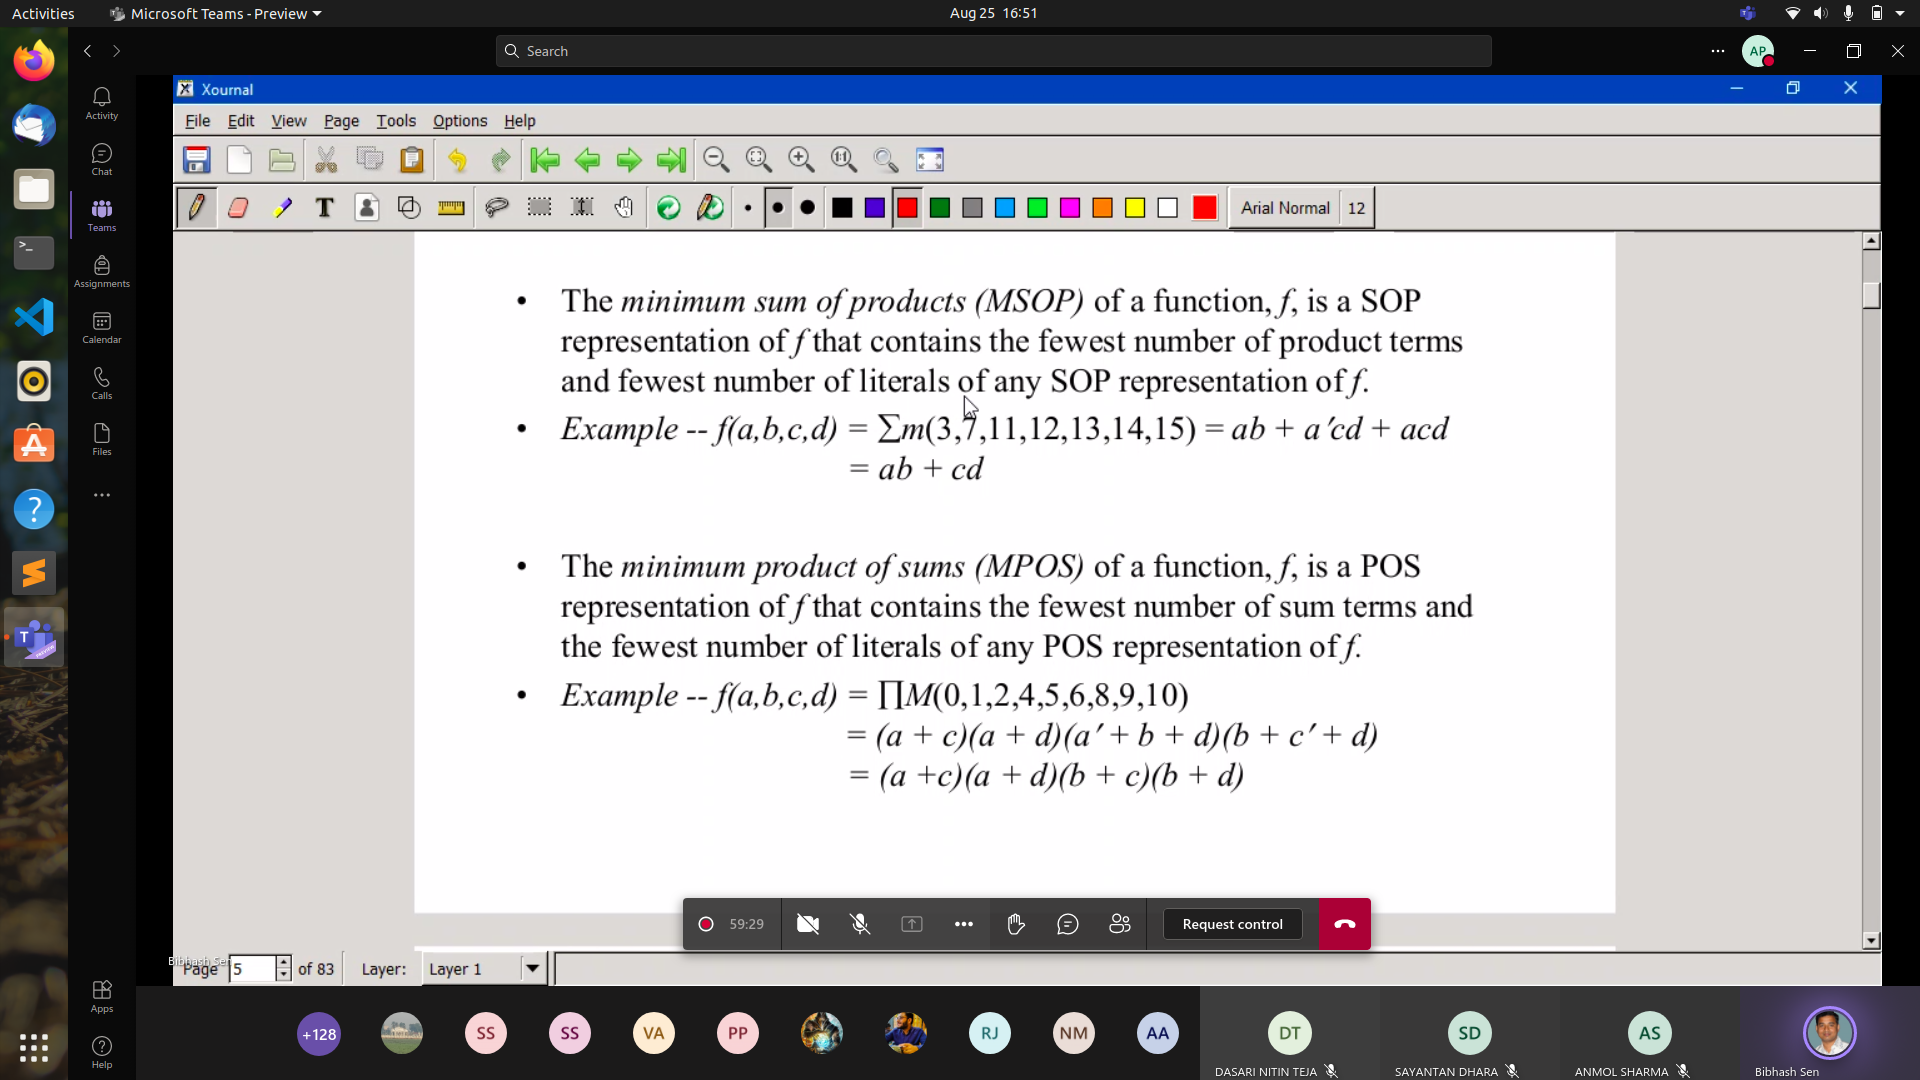 Activities
Microsoft Teams - Preview
Aug 25 16:51
Search
AP
Xournal
File Edit View Page Tools Options Help
T
Arial Normal 12
Activity
Chat
Teams
Assignments
Calendar
Calls
Files
Apps
Help
• The minimum sum of products (MSOP) of a function, f, is a SOP
representation of f that contains the fewest number of product terms
and fewest number of literals of any SOP representation of f.
• Example -- f(a,b,c,d) = ∑m(3,7,11,12,13,14,15) = ab + a′cd + acd
= ab + cd
• The minimum product of sums (MPOS) of a function, f, is a POS
representation of f that contains the fewest number of sum terms and
the fewest number of literals of any POS representation of f.
• Example -- f(a,b,c,d) = ∏M(0,1,2,4,5,6,8,9,10)
= (a + c)(a + d)(a′ + b + d)(b + c′ + d)
= (a +c)(a + d)(b + c)(b + d)
59:29
Request control
Bibhash Sen
Page 5 of 83 Layer: Layer 1
+128 SS SS VA PP RJ NM AA DT SD AS
DASARI NITIN TEJA SAYANTAN DHARA ANMOL SHARMA Bibhash Sen